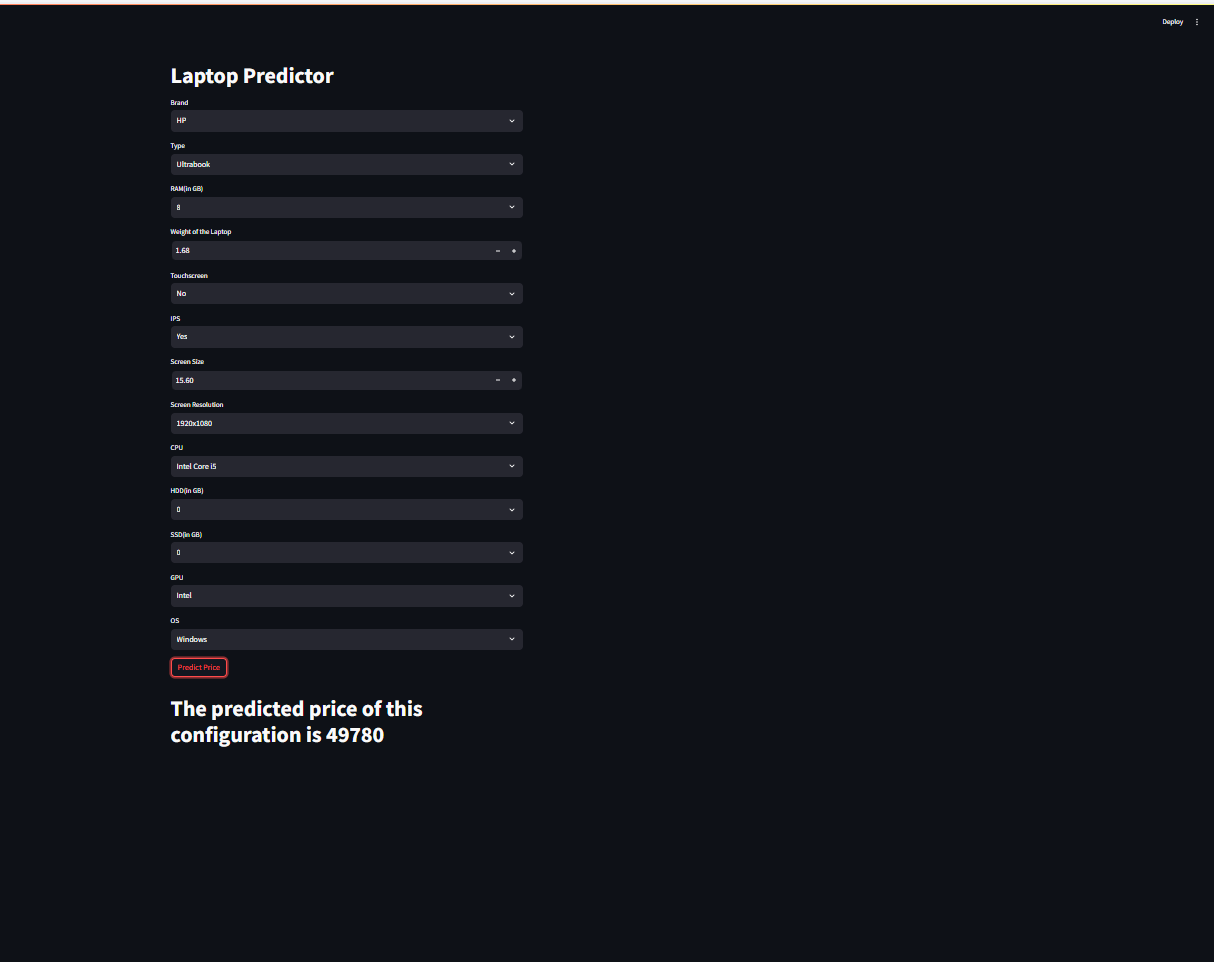 Deploy
Laptop Predictor
Brand
HP
Type
Ultrabook
RAM(in GB)
8
Weight of the Laptop
1.68
Touchscreen
No
IPS
Yes
Screen Size
15.60
Screen Resolution
1920x1080
CPU
Intel Core i5
HDD(in GB)
0
SSD(in GB)
0
GPU
Intel
OS
Windows
Predict Price
The predicted price of this
configuration is 49780